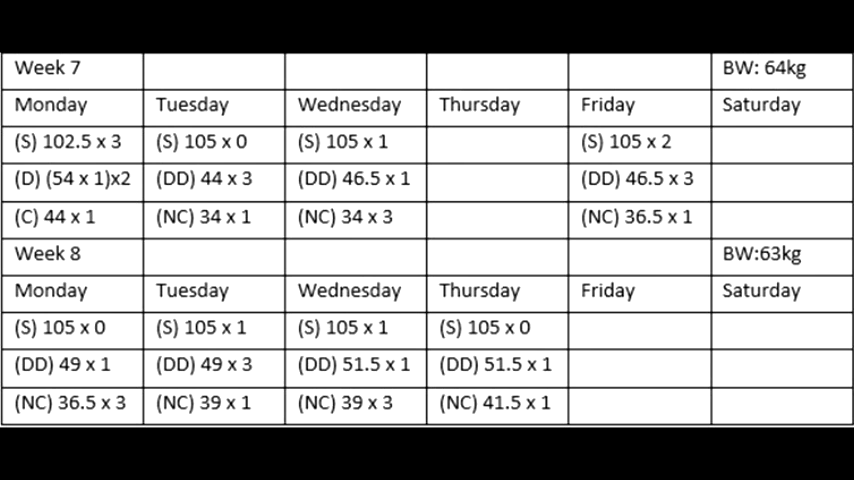 Week 7 BW: 64kg
Monday Tuesday Wednesday Thursday Friday Saturday
(S) 102.5 x 3 (S) 105 x 0 (S) 105 x 1 (S) 105 x 2
(D) (54 x 1)x2 (DD) 44 x 3 (DD) 46.5 x 1 (DD) 46.5 x 3
(C) 44 x 1 (NC) 34 x 1 (NC) 34 x 3 (NC) 36.5 x 1
Week 8 BW:63kg
Monday Tuesday Wednesday Thursday Friday Saturday
(S) 105 x 0 (S) 105 x 1 (S) 105 x 1 (S) 105 x 0
(DD) 49 x 1 (DD) 49 x 3 (DD) 51.5 x 1 (DD) 51.5 x 1
(NC) 36.5 x 3 (NC) 39 x 1 (NC) 39 x 3 (NC) 41.5 x 1